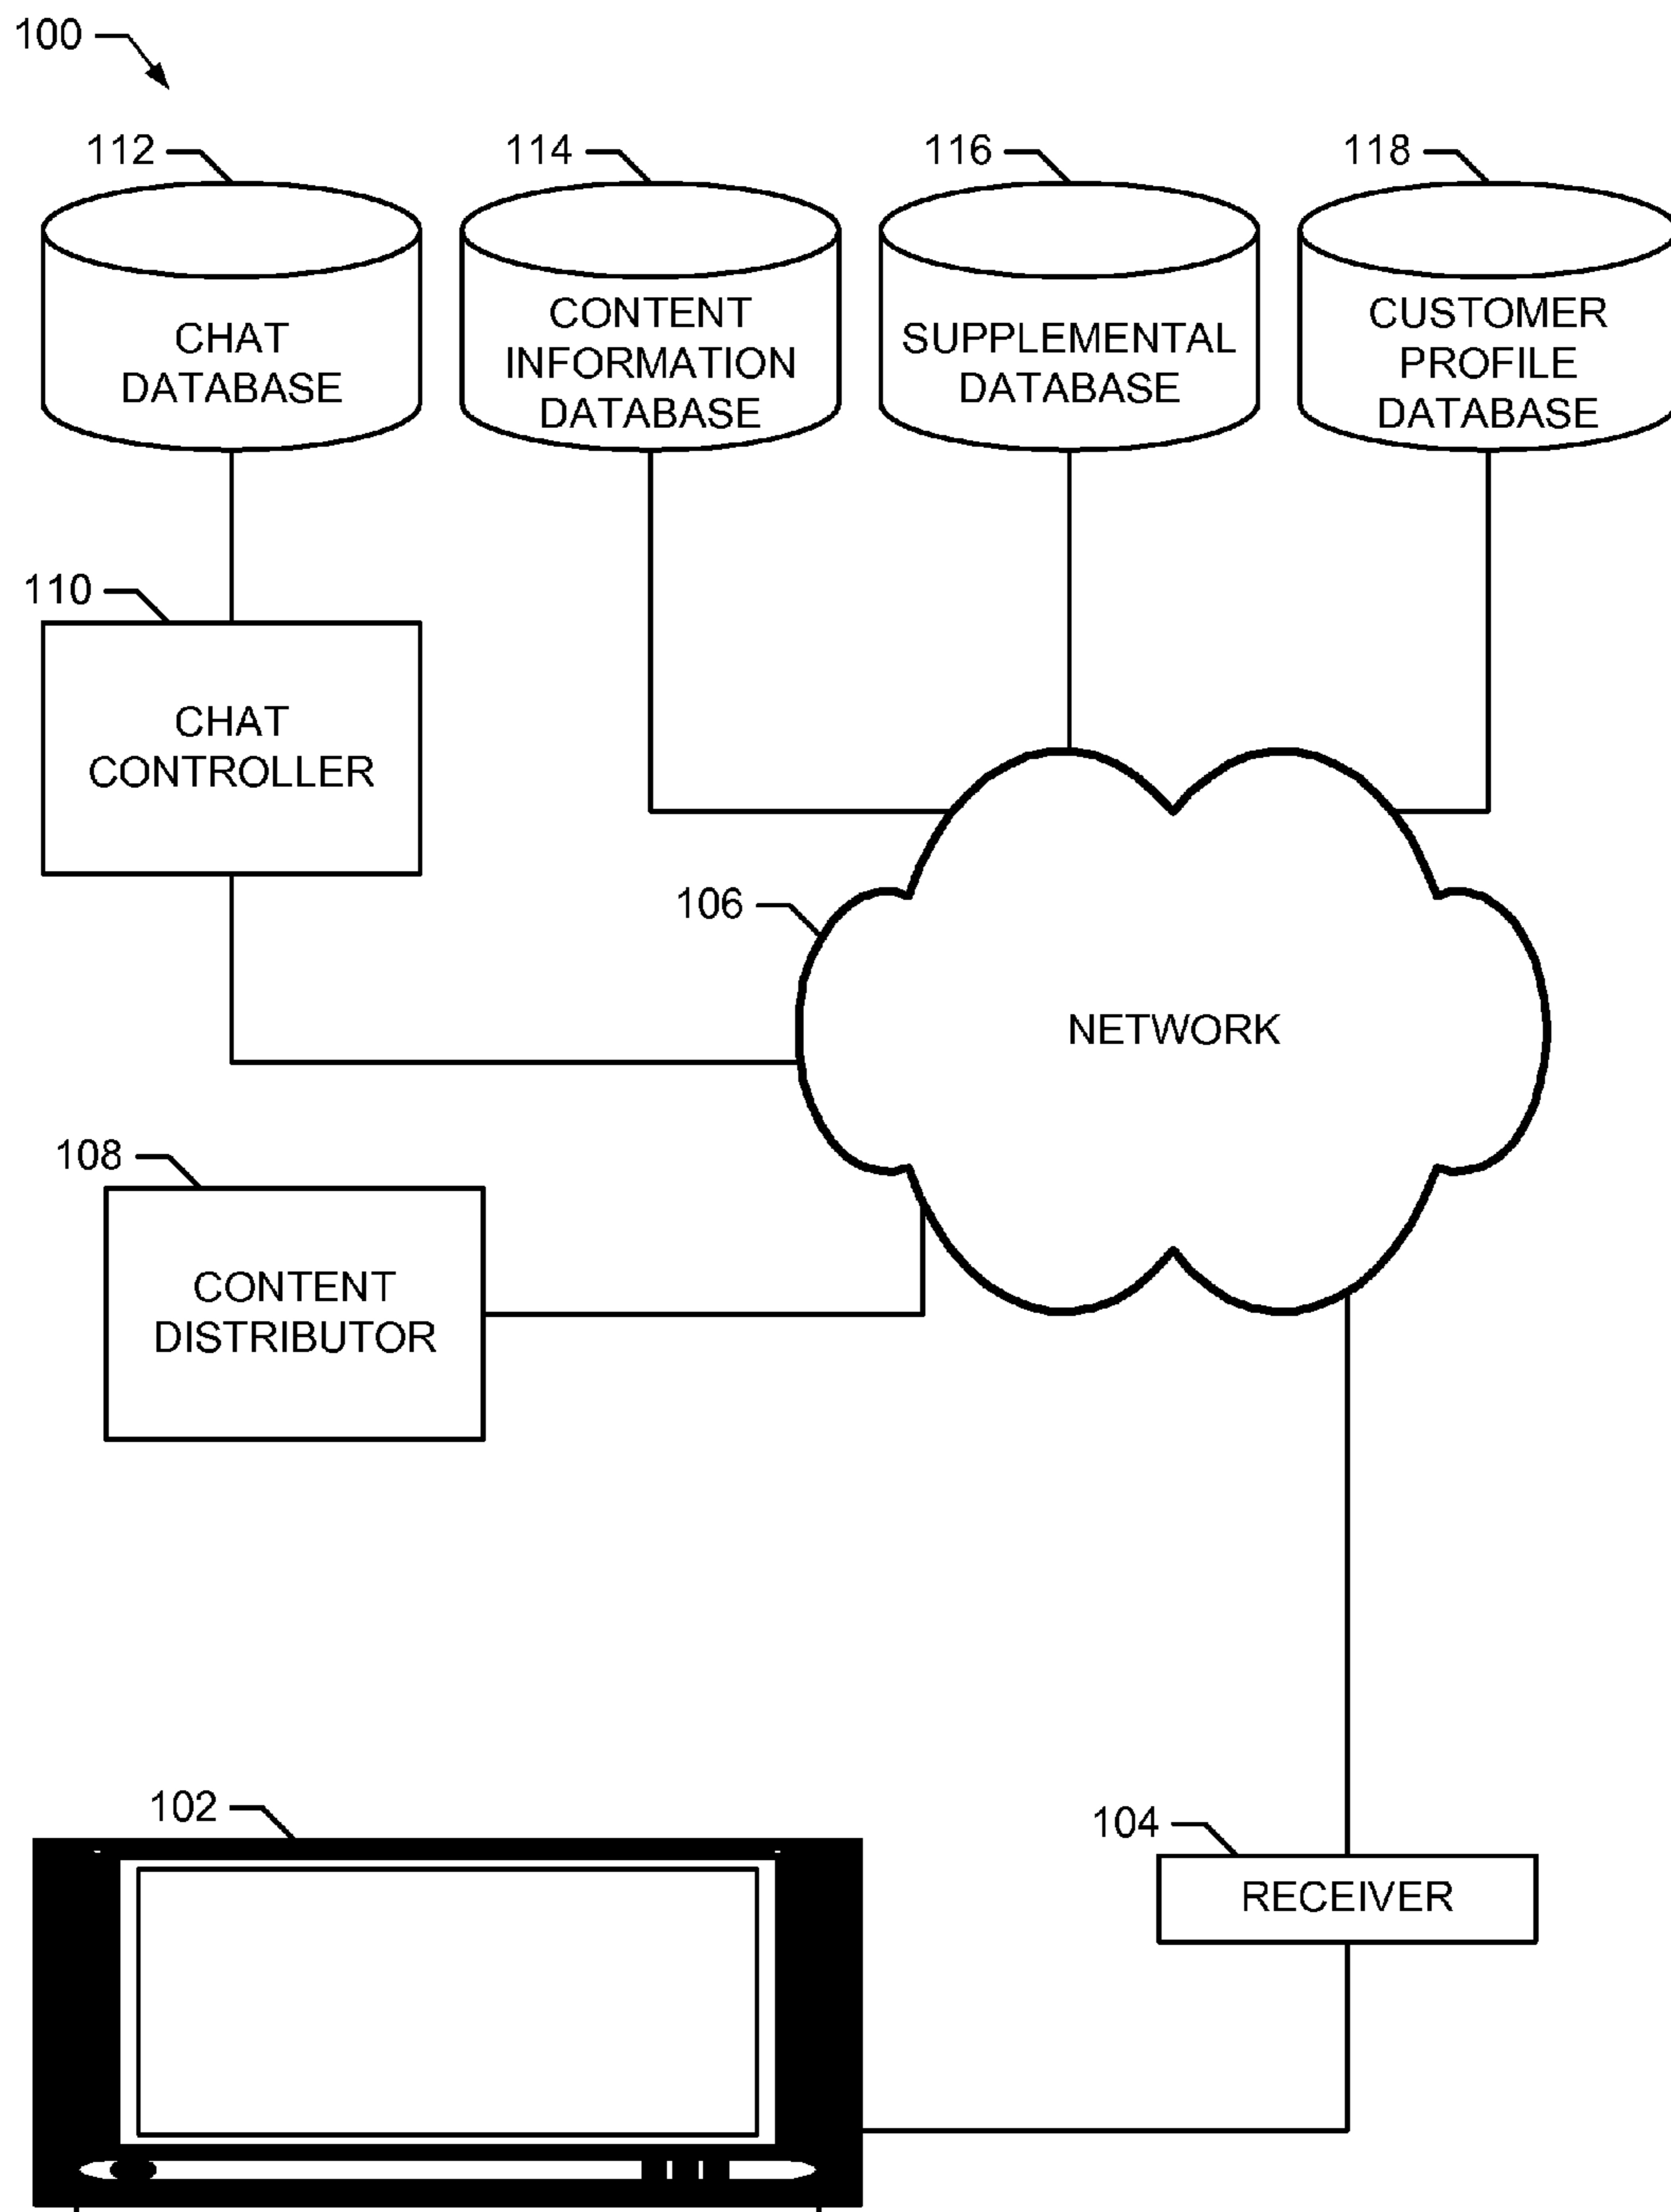 100
112
114
116
118
CHAT
DATABASE
CONTENT
INFORMATION
DATABASE
SUPPLEMENTAL
DATABASE
CUSTOMER
PROFILE
DATABASE
110
CHAT
CONTROLLER
106
NETWORK
108
CONTENT
DISTRIBUTOR
102
104
RECEIVER